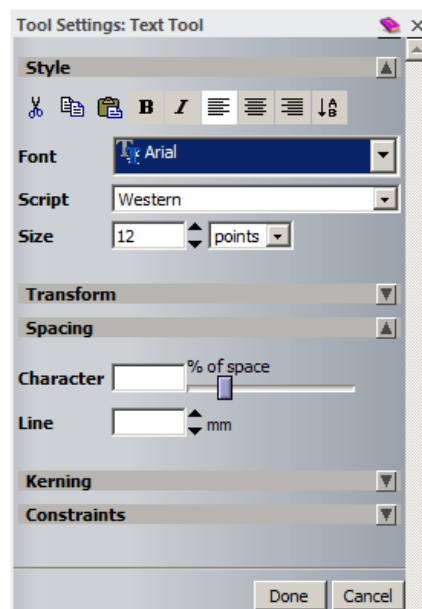 Tool Settings: Text Tool
Style
B I A B
Font Tr Arial
Script Western
Size 12 points
Transform
Spacing
Character % of space
Line mm
Kerning
Constraints
Done Cancel